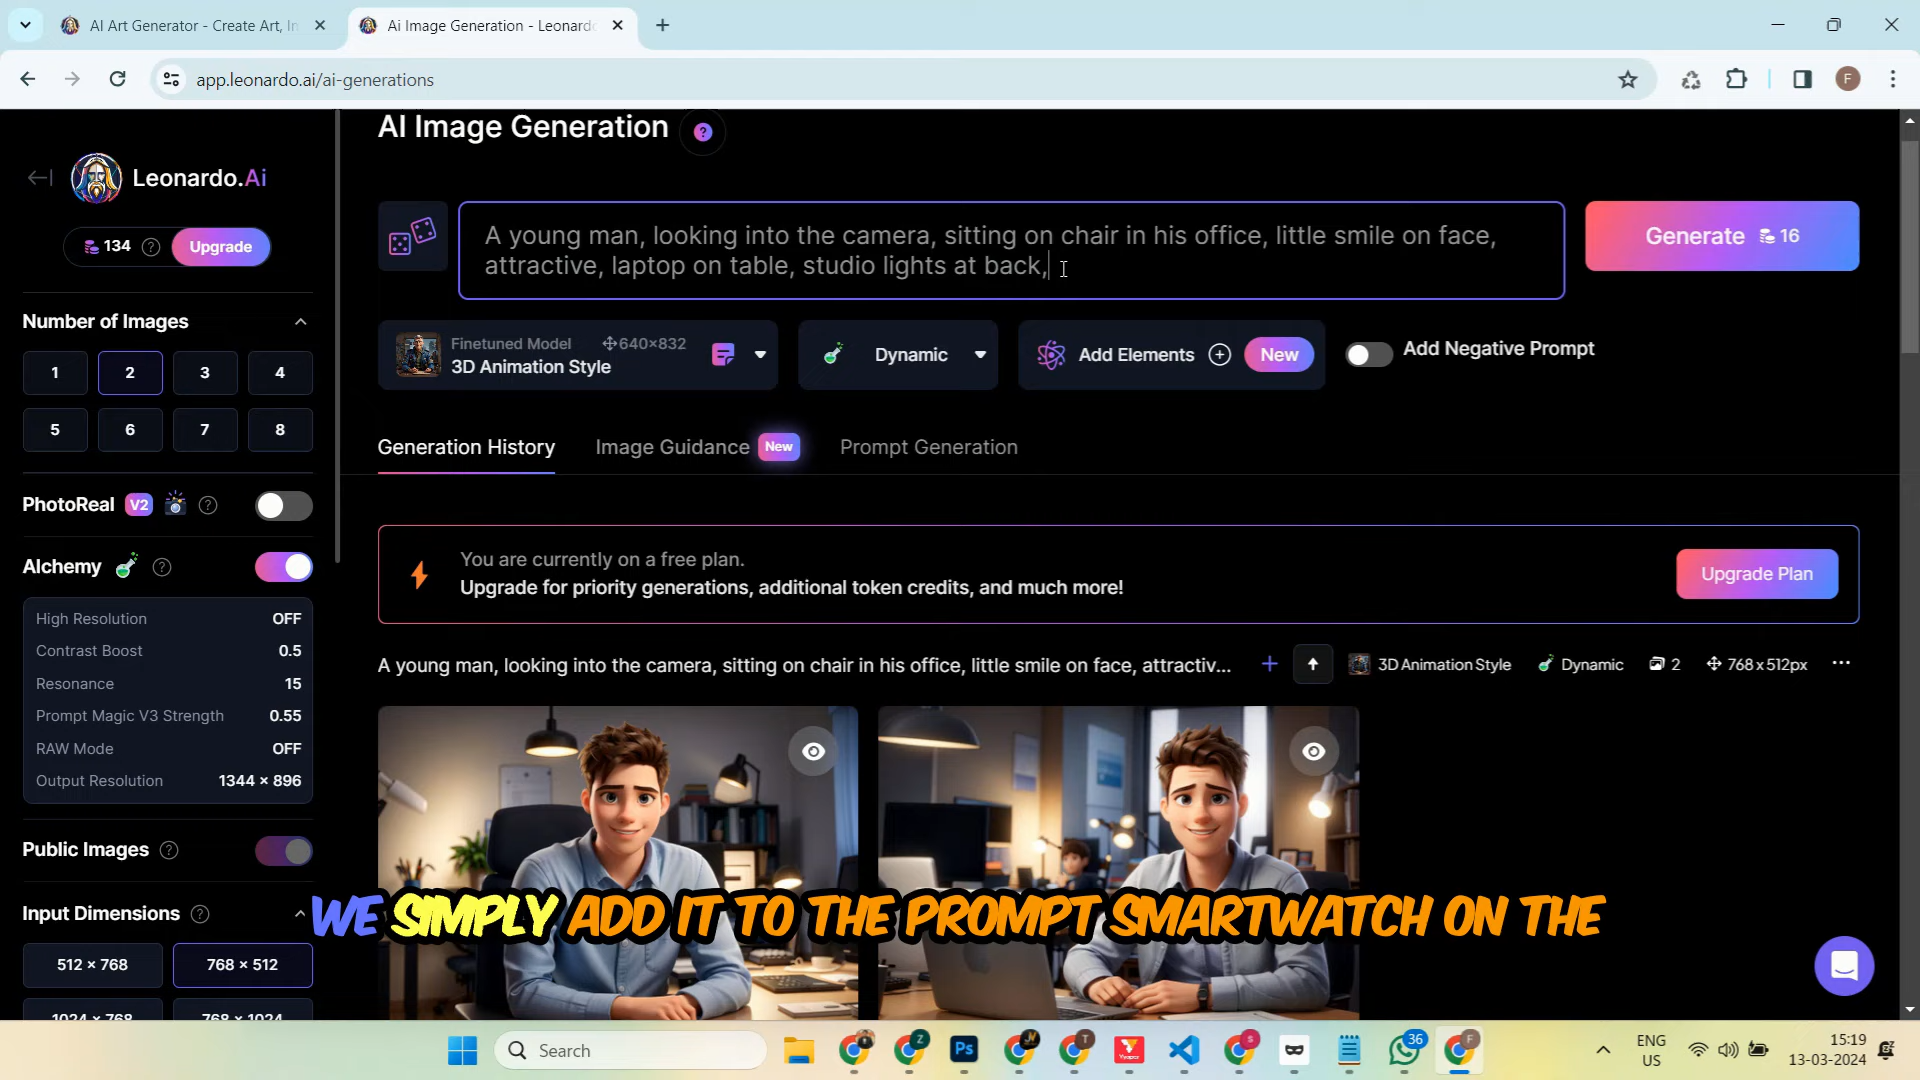 AI Art Generator - Create Art, In
Ai Image Generation - Leonardo
app.leonardo.ai/ai-generations
F
Leonardo.Ai
134
Upgrade
Number of Images
1 2 3 4
5 6 7 8
PhotoReal V2
Alchemy
High Resolution OFF
Contrast Boost 0.5
Resonance 15
Prompt Magic V3 Strength 0.55
RAW Mode OFF
Output Resolution 1344 × 896
Public Images
Input Dimensions
512 × 768 768 × 512
1024 × 768 768 × 1024
AI Image Generation ?
A young man, looking into the camera, sitting on chair in his office, little smile on face,
attractive, laptop on table, studio lights at back,
Generate 16
Finetuned Model 640×832
3D Animation Style
Dynamic
Add Elements New
Add Negative Prompt
Generation History Image Guidance New Prompt Generation
You are currently on a free plan.
Upgrade for priority generations, additional token credits, and much more!
Upgrade Plan
A young man, looking into the camera, sitting on chair in his office, little smile on face, attractiv...
3D Animation Style Dynamic 2 768 x 512px ...
WE SIMPLY ADD IT TO THE PROMPT SMARTWATCH ON THE
Search
Z
Ps
N
T
Vyapar
S
36
F
ENG
US
15:19
13-03-2024